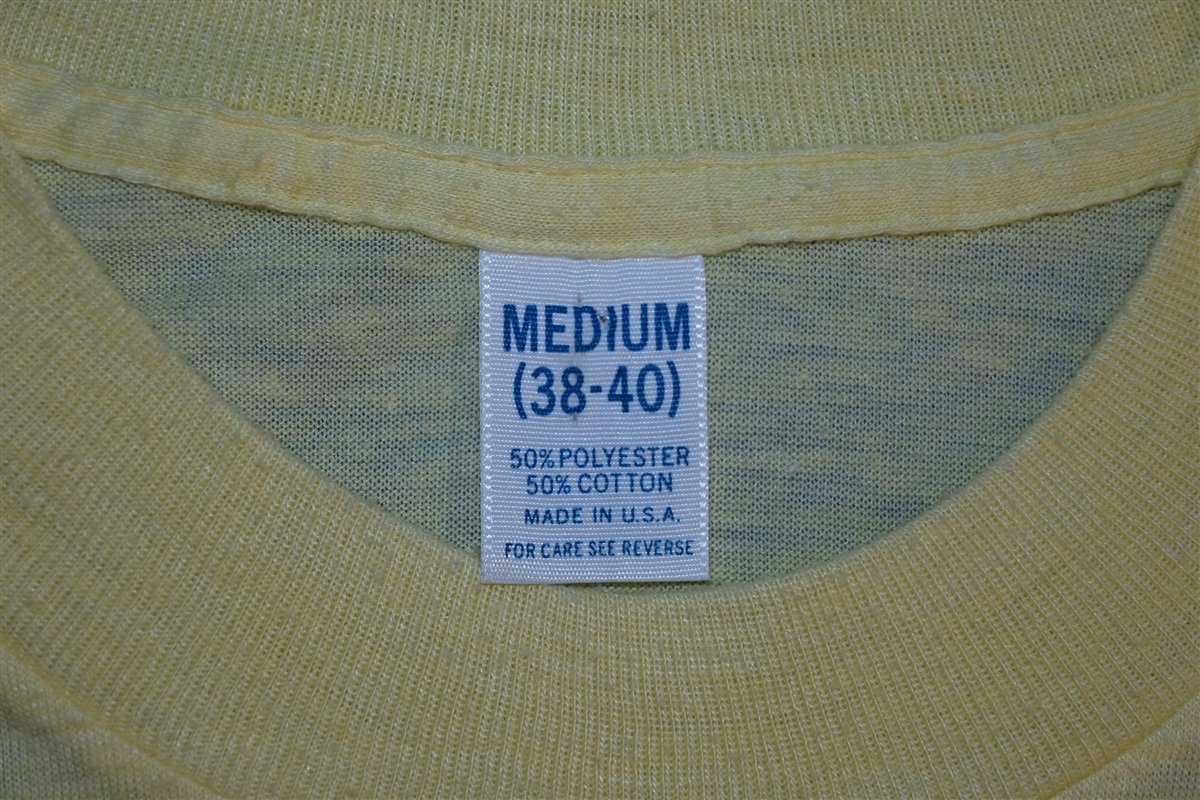 MEDIUM
(38-40)
50% POLYESTER
50% COTTON
MADE IN U.S.A.
FOR CARE SEE REVERSE